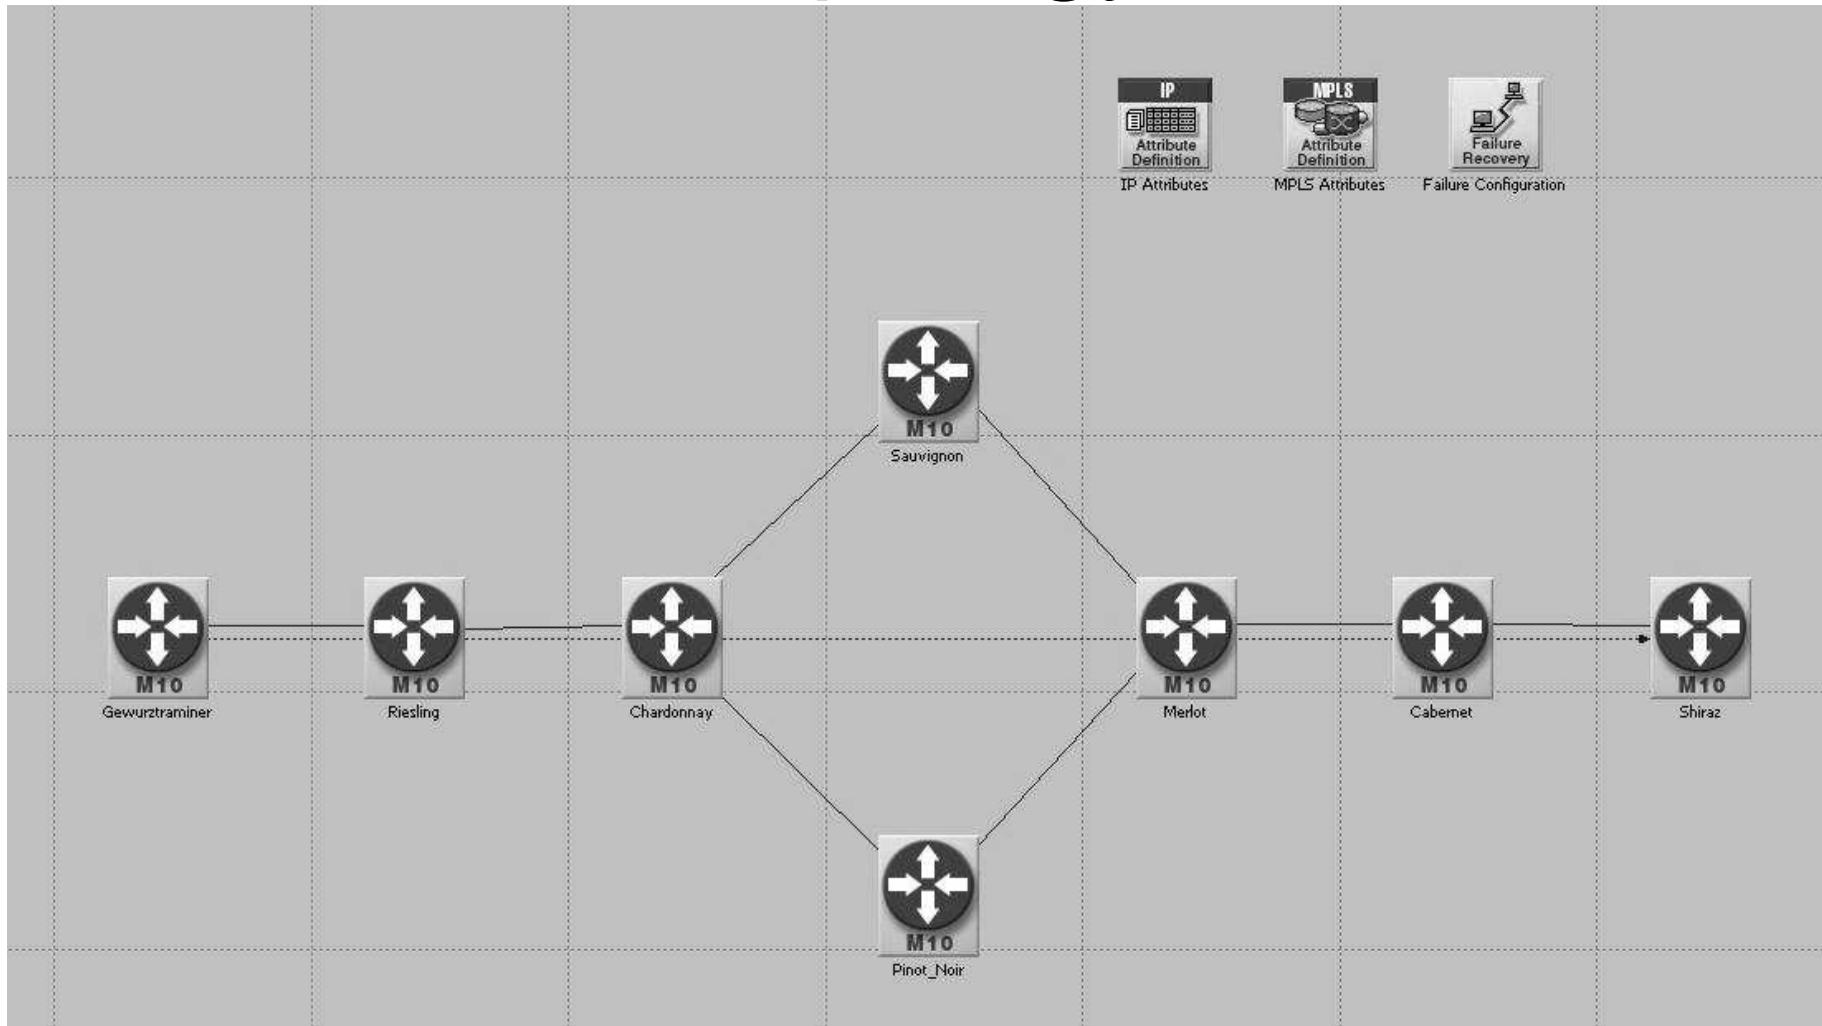 IP
Attribute
Definition
IP Attributes
MPLS
Attribute
Definition
MPLS Attributes
Failure
Recovery
Failure Configuration
M10
Sauvignon
M10
Gewurztraminer
M10
Riesling
M10
Chardonnay
M10
Merlot
M10
Cabernet
M10
Shiraz
M10
Pinot_Noir